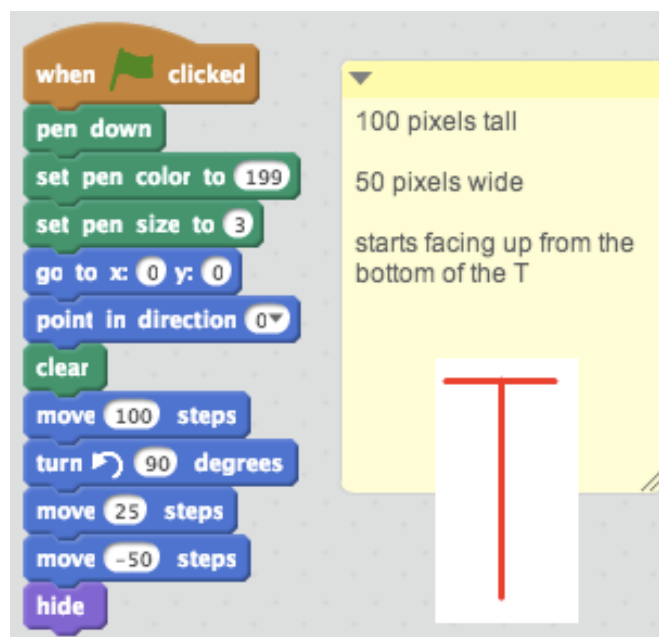 when clicked
pen down
set pen color to 199
set pen size to 3
go to x: 0 y: 0
point in direction 0
clear
move 100 steps
turn 90 degrees
move 25 steps
move -50 steps
hide
100 pixels tall
50 pixels wide
starts facing up from the
bottom of the T